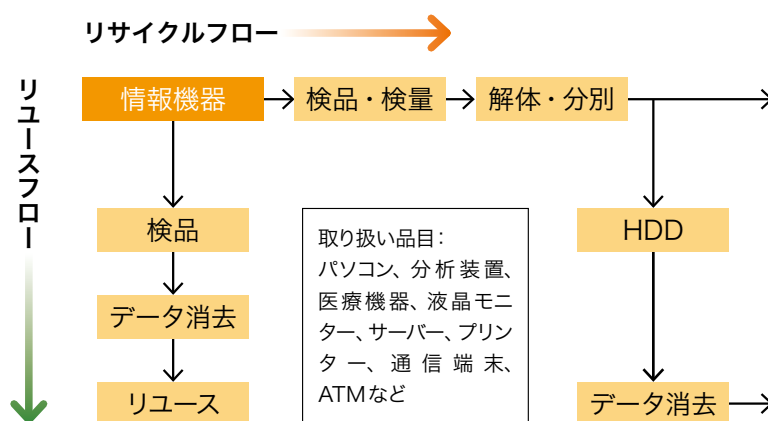 リサイクルフロー
リユースフロー
情報機器
検品・検量
解体・分別
検品
取り扱い品目：
パソコン、分析装置、
医療機器、液晶モニ
ター、サーバー、プリン
ター、通信端末、
ATMなど
HDD
データ消去
リユース
データ消去